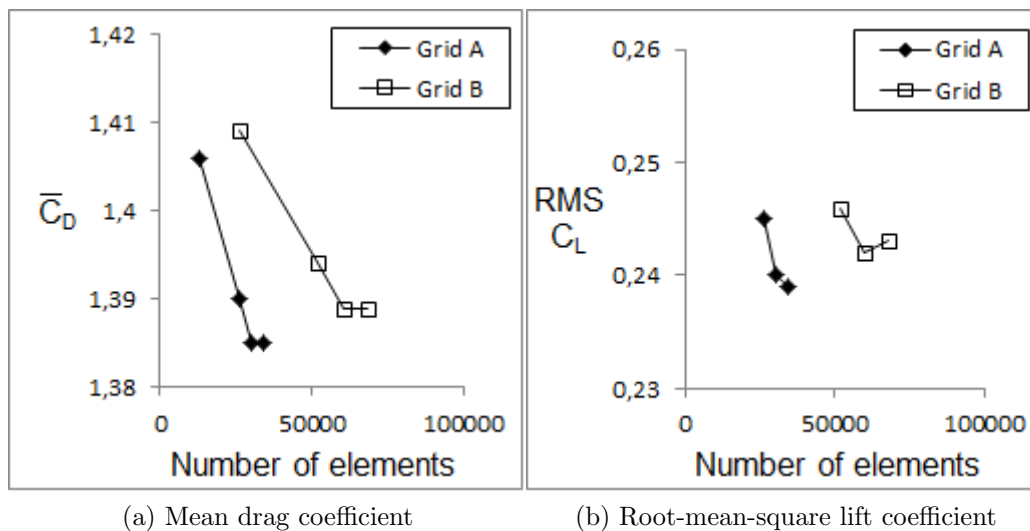 1,42
1,41
1,4
1,39
1,38
C̅D
Grid A
Grid B
0
50000
100000
Number of elements
0,26
0,25
0,24
0,23
RMS
CL
Grid A
Grid B
0
50000
100000
Number of elements
(a) Mean drag coefficient
(b) Root-mean-square lift coefficient